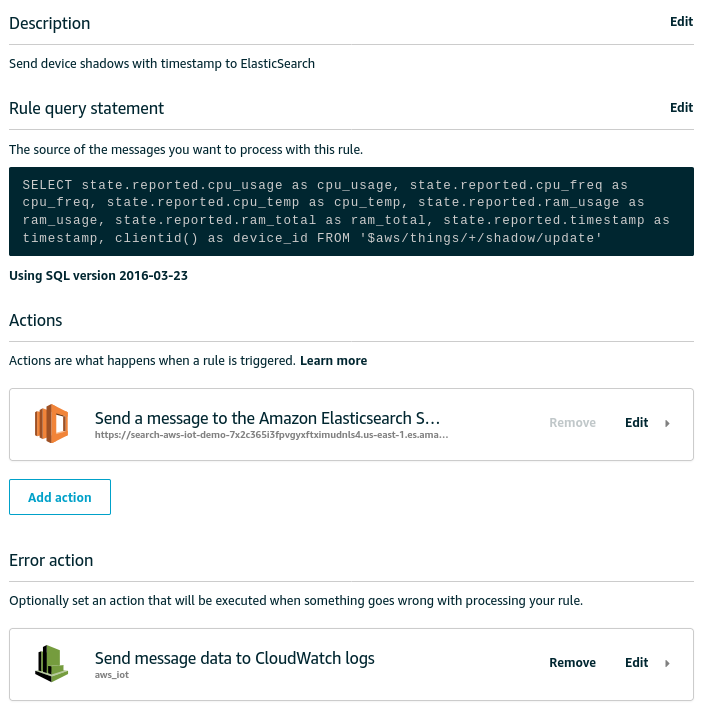 Description
Edit
Send device shadows with timestamp to ElasticSearch
Rule query statement
Edit
The source of the messages you want to process with this rule.
SELECT state.reported.cpu_usage as cpu_usage, state.reported.cpu_freq as
cpu_freq, state.reported.cpu_temp as cpu_temp, state.reported.ram_usage as
ram_usage, state.reported.ram_total as ram_total, state.reported.timestamp as
timestamp, clientid() as device_id FROM '$aws/things/+/shadow/update'
Using SQL version 2016-03-23
Actions
Actions are what happens when a rule is triggered. Learn more
Send a message to the Amazon Elasticsearch S...
Remove
Edit
https://search-aws-iot-demo-7x2c365i3fpvgyxftximudnls4.us-east-1.es.ama...
Add action
Error action
Optionally set an action that will be executed when something goes wrong with processing your rule.
Send message data to CloudWatch logs
Remove
Edit
aws_iot